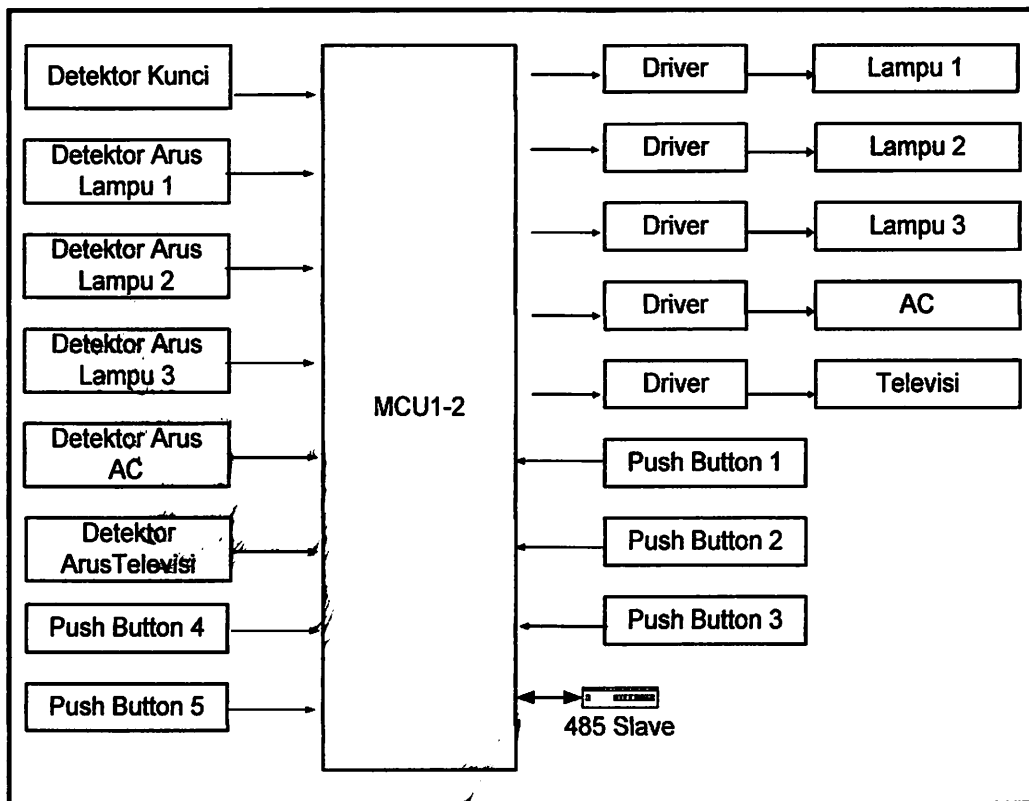 Detektor Kunci
Detektor Arus
Lampu 1
Detektor Arus
Lampu 2
Detektor Arus
Lampu 3
Detektor Arus
AC
Detektor
ArusTelevisi
Push Button 4
Push Button 5
MCU1-2
Driver
Lampu 1
Driver
Lampu 2
Driver
Lampu 3
Driver
AC
Driver
Televisi
Push Button 1
Push Button 2
Push Button 3
485 Slave